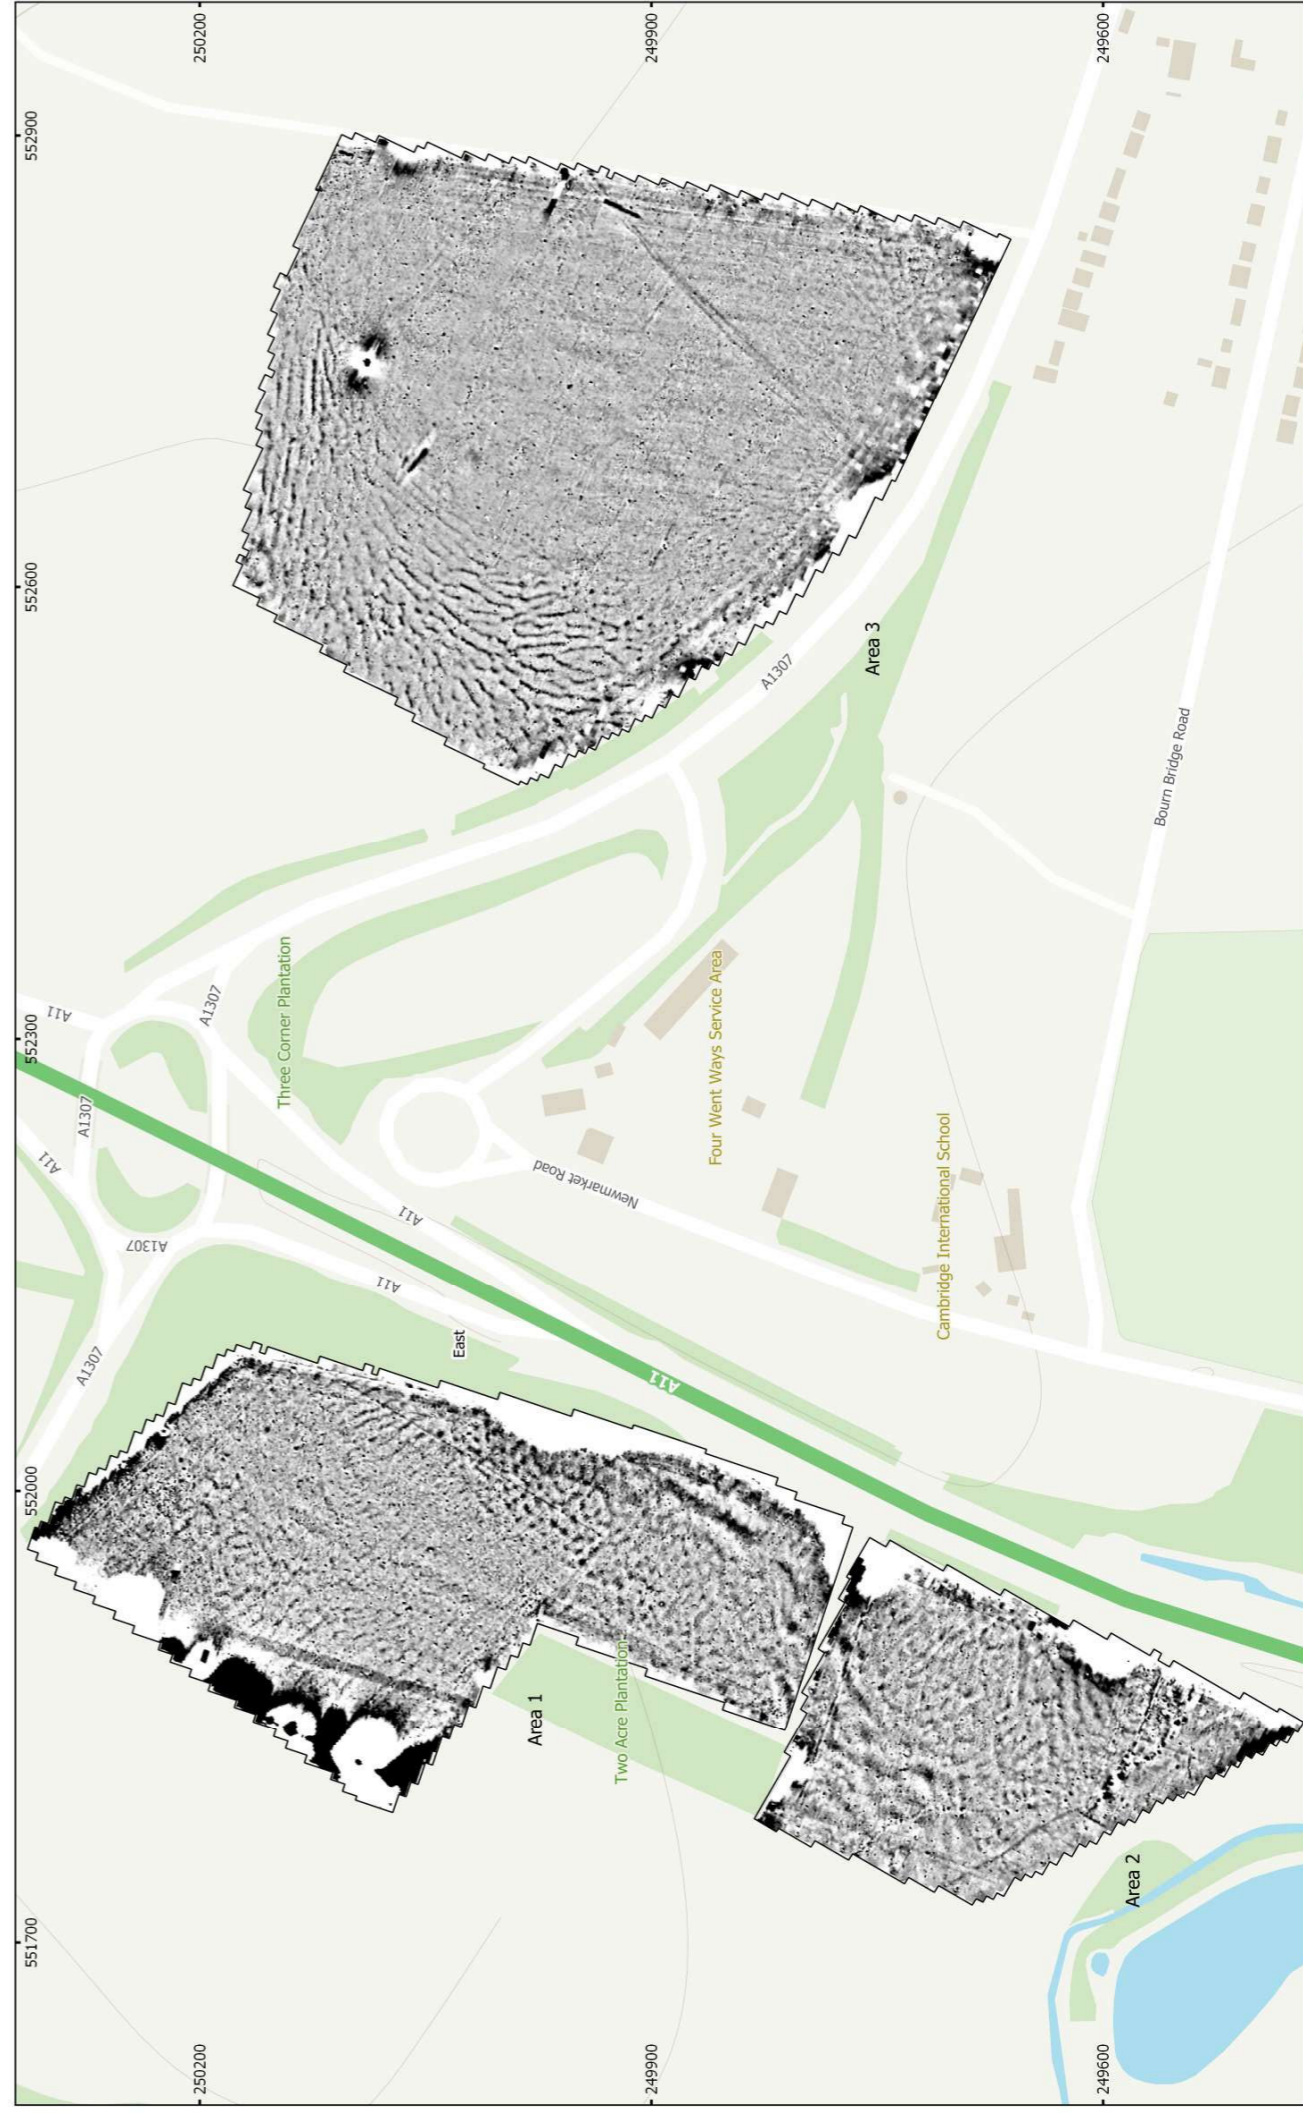 551700
552000
552300
552600
552900
250200
250200
A11
A11
A1307
A1307
A1307
A1307
Three Corner Plantation
A11
A11
East
A1307
Newmarket Road
249900
249900
A11
Area 1
Two Acre Plantation
Four Went Ways Service Area
Area 3
Cambridge International School
Bourn Bridge Road
Area 2
249600
249600